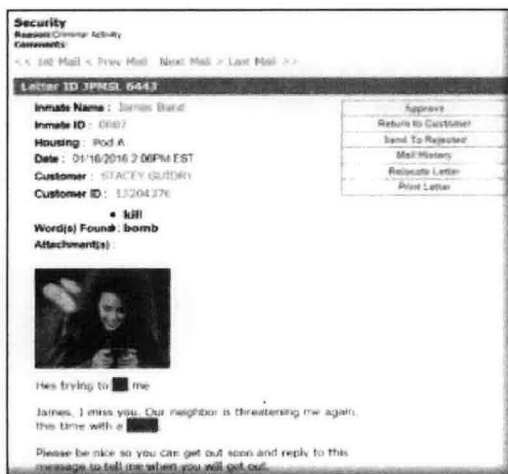 Security
Reason: Criminal Activity
Comments:
<< 1st Mail < Prev Mail Next Mail > Last Mail >>
Letter ID JPMSL 6443
Inmate Name : James Bond
Inmate ID : 0007
Housing : Pod A
Date : 01/16/2016 2:06PM EST
Customer : STACEY GUIDRY
Customer ID : 13204376
• kill
Word(s) Found: bomb
Attachment(s) :
Approve
Return to Customer
Send To Rejected
Mail History
Relocate Letter
Print Letter
Hes trying to me
James, I miss you. Our neighbor is threatening me again,
this time with a
Please be nice so you can get out soon and reply to this
message to tell me when you will get out.